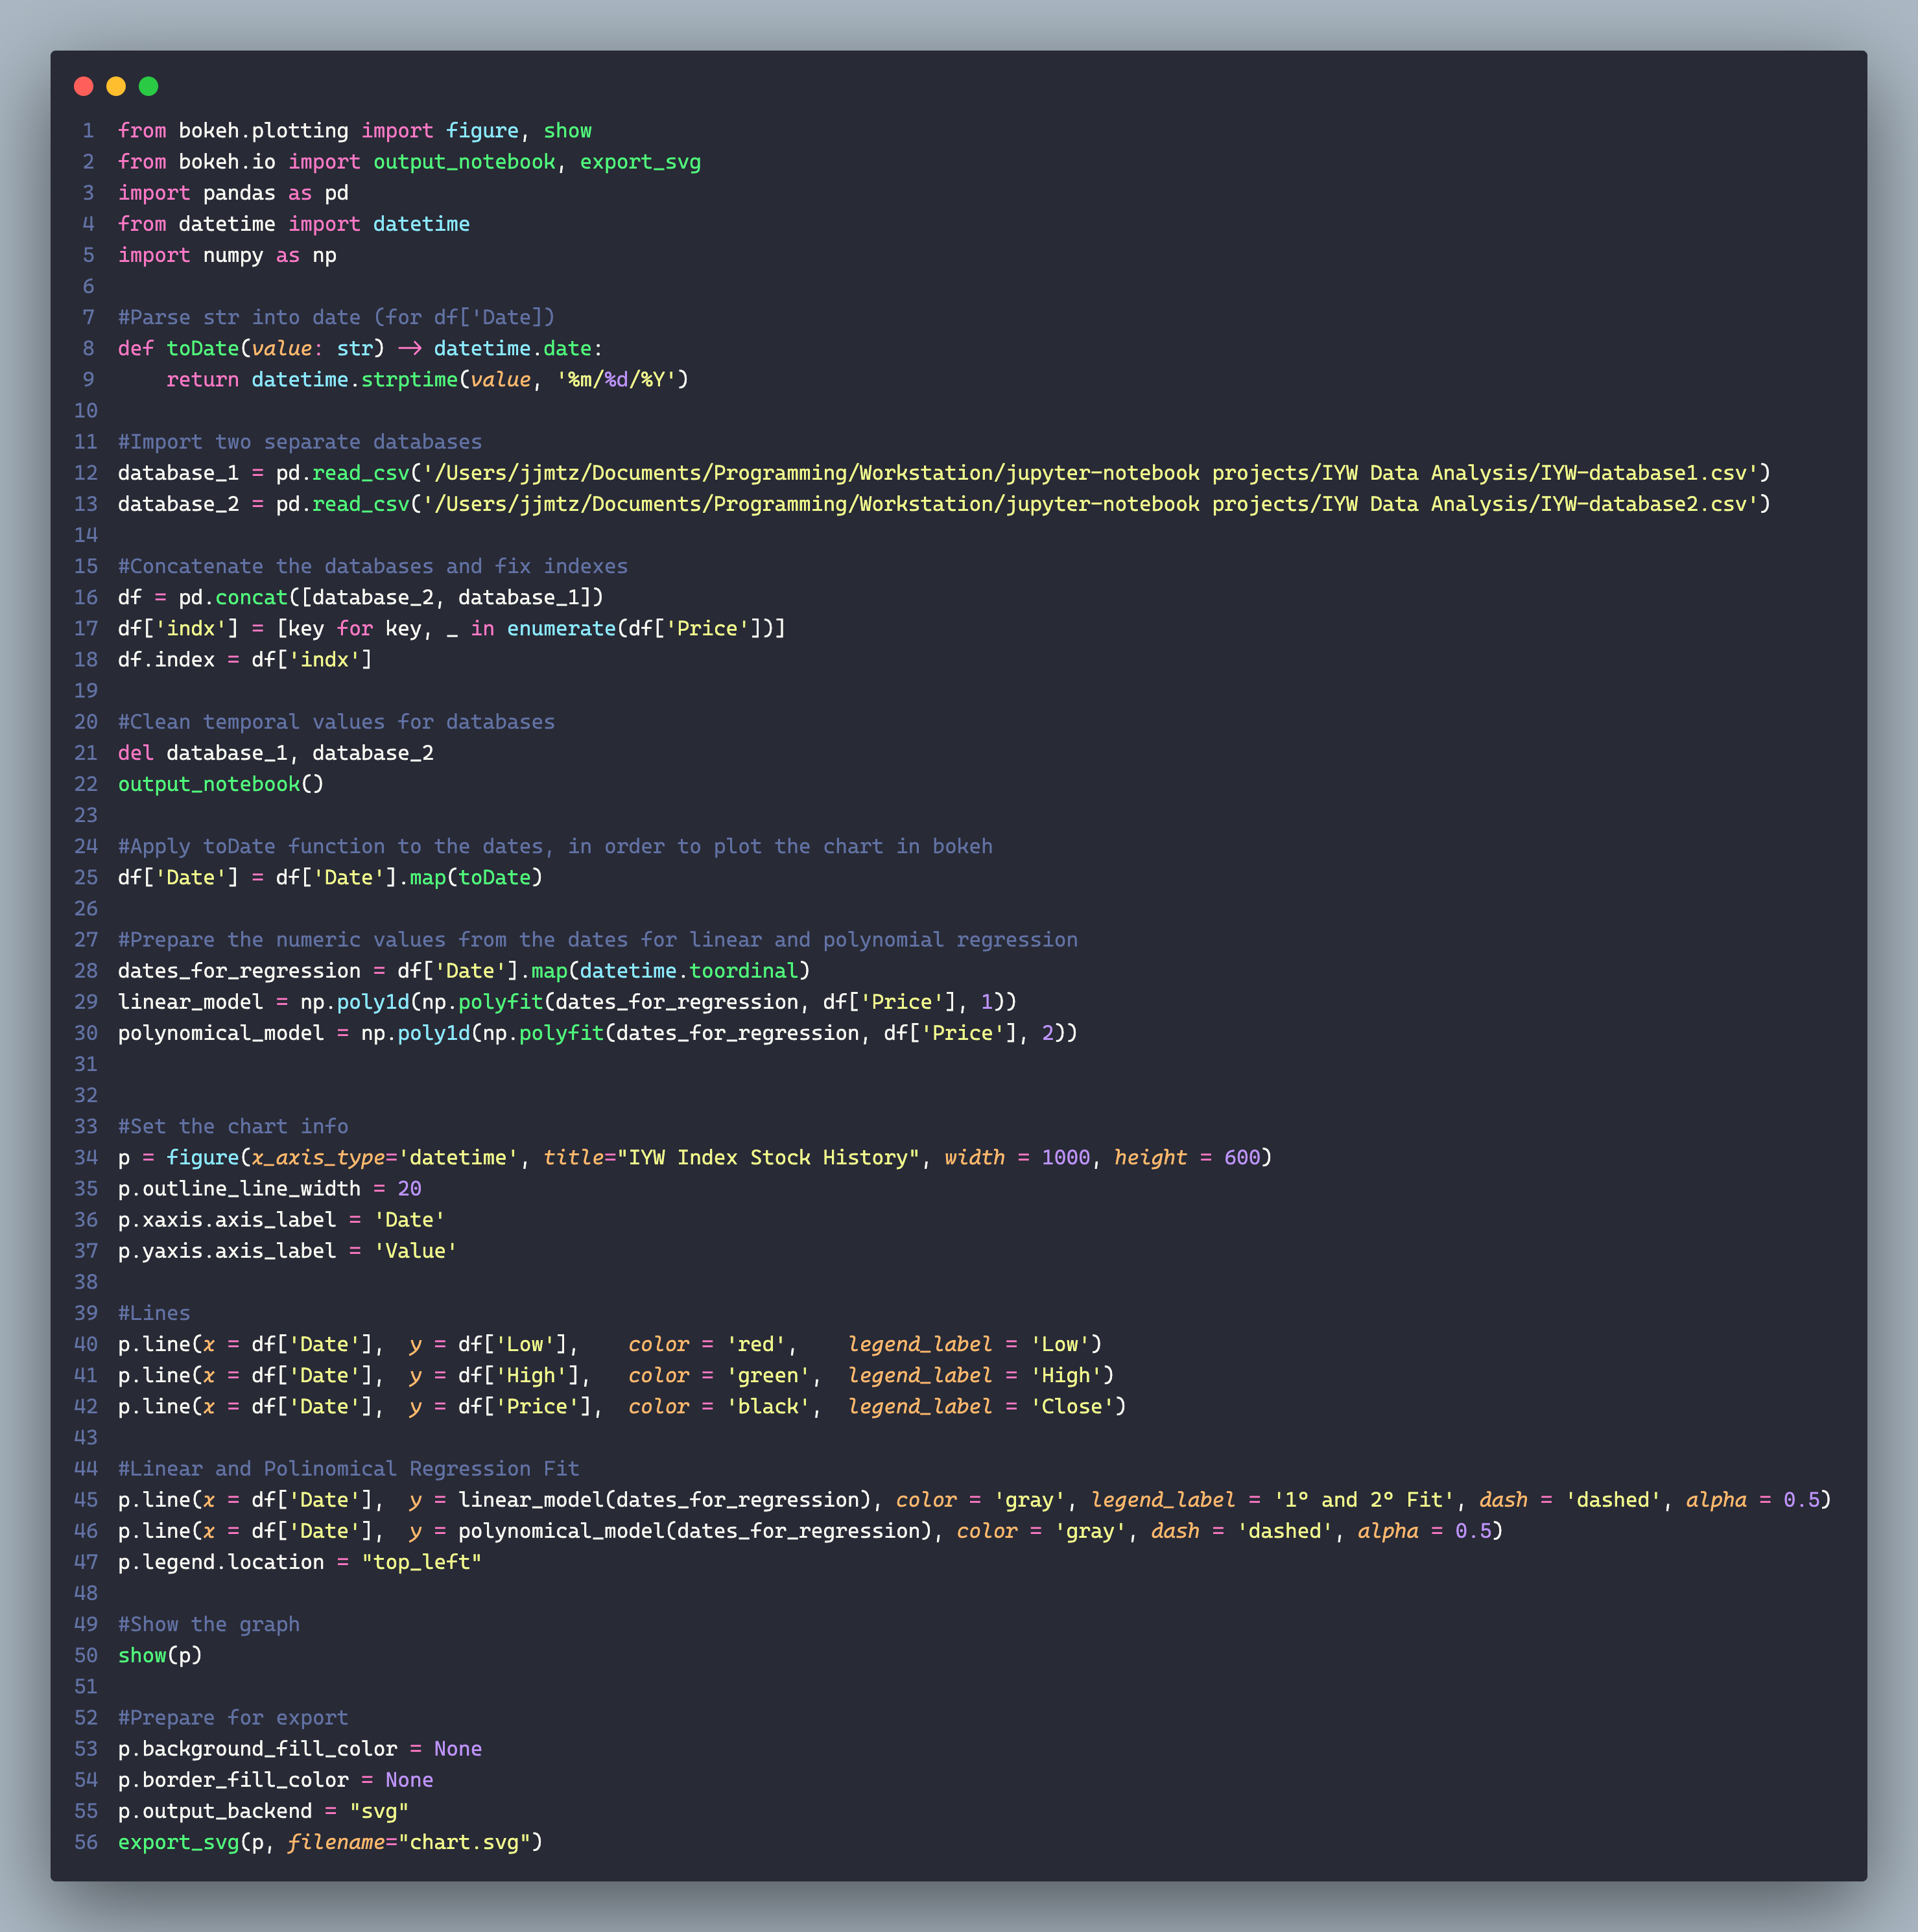 1 from bokeh.plotting import figure, show
2 from bokeh.io import output_notebook, export_svg
3 import pandas as pd
4 from datetime import datetime
5 import numpy as np
6
7 #Parse str into date (for df['Date])
8 def toDate(value: str) -> datetime.date:
9     return datetime.strptime(value, '%m/%d/%Y')
10
11 #Import two separate databases
12 database_1 = pd.read_csv('/Users/jjmtz/Documents/Programming/Workstation/jupyter-notebook projects/IYW Data Analysis/IYW-database1.csv')
13 database_2 = pd.read_csv('/Users/jjmtz/Documents/Programming/Workstation/jupyter-notebook projects/IYW Data Analysis/IYW-database2.csv')
14
15 #Concatenate the databases and fix indexes
16 df = pd.concat([database_2, database_1])
17 df['indx'] = [key for key, _ in enumerate(df['Price'])]
18 df.index = df['indx']
19
20 #Clean temporal values for databases
21 del database_1, database_2
22 output_notebook()
23
24 #Apply toDate function to the dates, in order to plot the chart in bokeh
25 df['Date'] = df['Date'].map(toDate)
26
27 #Prepare the numeric values from the dates for linear and polynomial regression
28 dates_for_regression = df['Date'].map(datetime.toordinal)
29 linear_model = np.poly1d(np.polyfit(dates_for_regression, df['Price'], 1))
30 polynomical_model = np.poly1d(np.polyfit(dates_for_regression, df['Price'], 2))
31
32
33 #Set the chart info
34 p = figure(x_axis_type='datetime', title="IYW Index Stock History", width = 1000, height = 600)
35 p.outline_line_width = 20
36 p.xaxis.axis_label = 'Date'
37 p.yaxis.axis_label = 'Value'
38
39 #Lines
40 p.line(x = df['Date'],  y = df['Low'],    color = 'red',    legend_label = 'Low')
41 p.line(x = df['Date'],  y = df['High'],   color = 'green',  legend_label = 'High')
42 p.line(x = df['Date'],  y = df['Price'],  color = 'black',  legend_label = 'Close')
43
44 #Linear and Polinomical Regression Fit
45 p.line(x = df['Date'],  y = linear_model(dates_for_regression), color = 'gray', legend_label = '1° and 2° Fit', dash = 'dashed', alpha = 0.5)
46 p.line(x = df['Date'],  y = polynomical_model(dates_for_regression), color = 'gray', dash = 'dashed', alpha = 0.5)
47 p.legend.location = "top_left"
48
49 #Show the graph
50 show(p)
51
52 #Prepare for export
53 p.background_fill_color = None
54 p.border_fill_color = None
55 p.output_backend = "svg"
56 export_svg(p, filename="chart.svg")